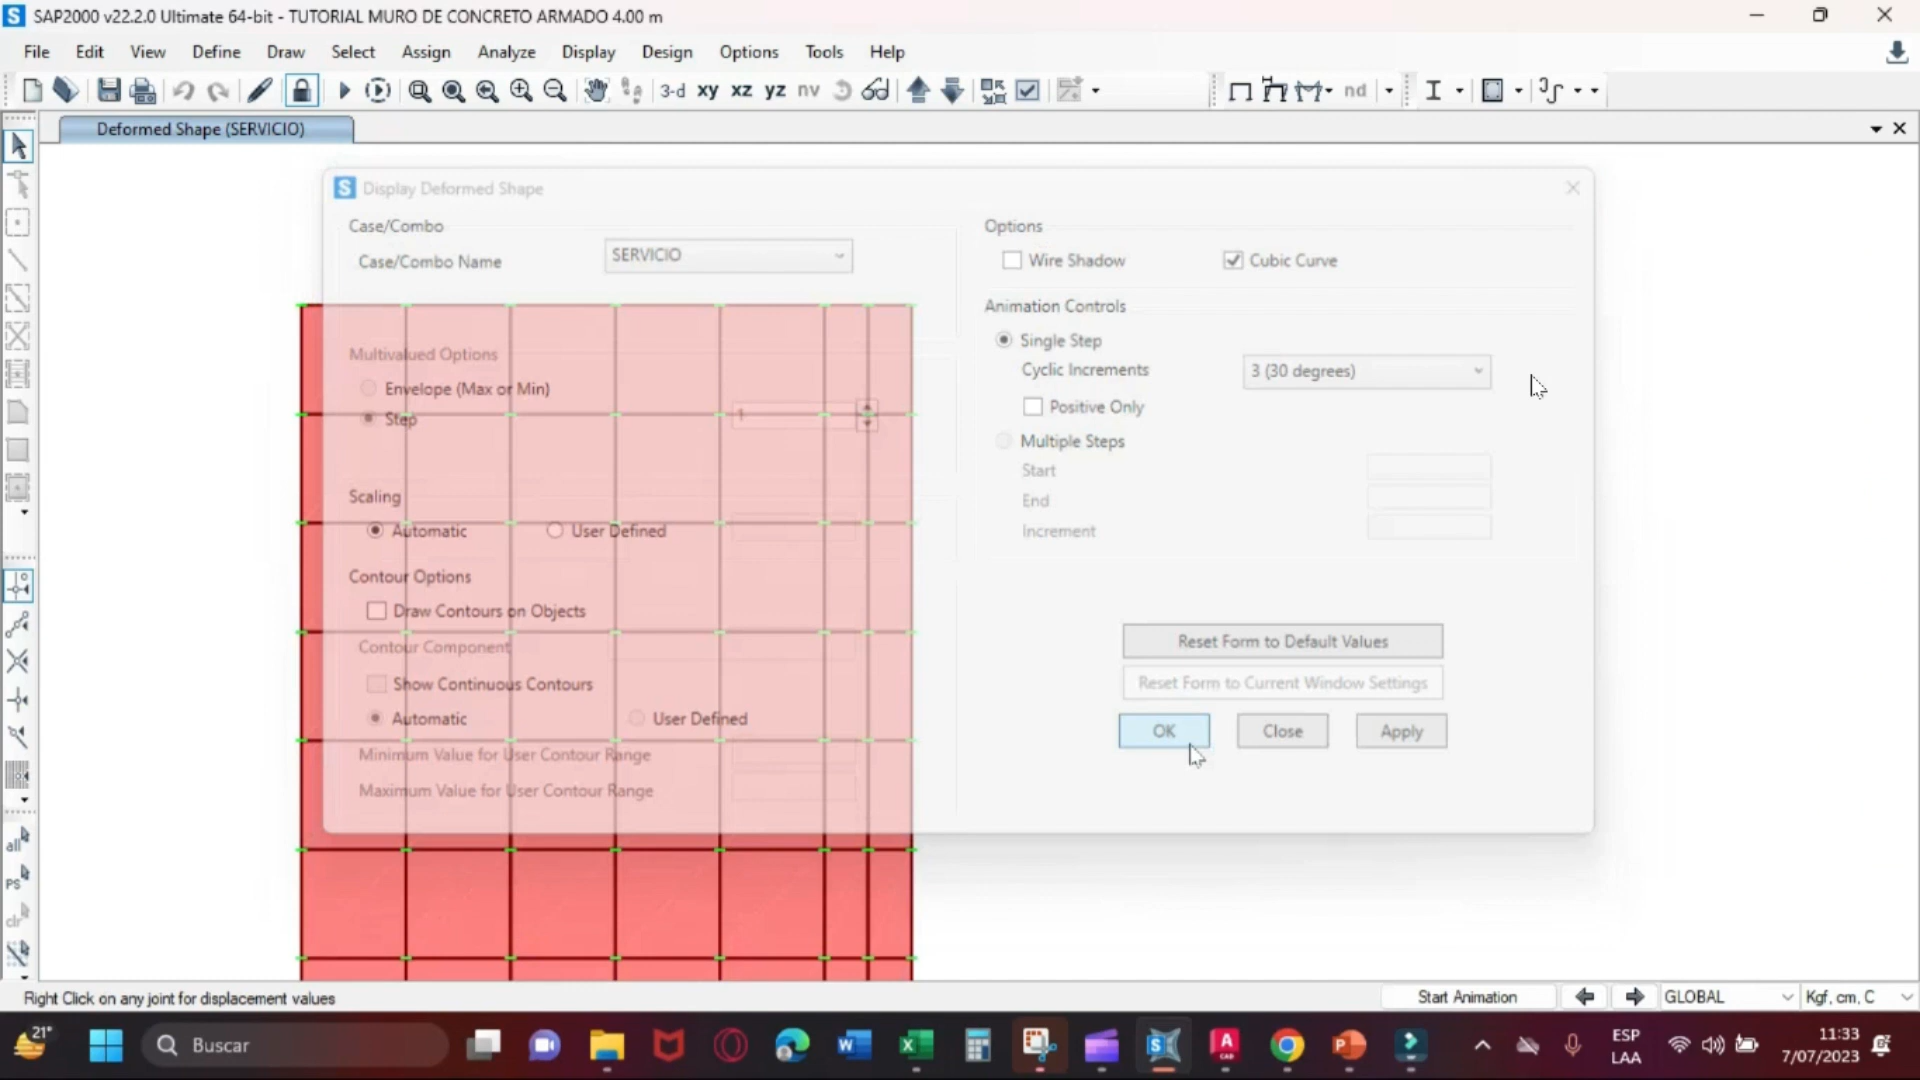 SAP2000 v22.2.0 Ultimate 64-bit - TUTORIAL MURO DE CONCRETO ARMADO 4.00 m
File Edit View Define Draw Select Assign Analyze Display Design Options Tools Help
3-d xy xz yz nv nd
Deformed Shape (SERVICIO)
Display Deformed Shape
Case/Combo
Case/Combo Name SERVICIO
Multivalued Options
Envelope (Max or Min)
Step 1
Scaling
Automatic User Defined
Contour Options
Draw Contours on Objects
Contour Component
Show Continuous Contours
Automatic User Defined
Minimum Value for User Contour Range
Maximum Value for User Contour Range
Options
Wire Shadow Cubic Curve
Animation Controls
Single Step
Cyclic Increments 3 (30 degrees)
Positive Only
Multiple Steps
Start
End
Increment
Reset Form to Default Values
Reset Form to Current Window Settings
OK Close Apply
all
PS
clr
Right Click on any joint for displacement values
Start Animation GLOBAL Kgf, cm, C
21°
Buscar
ESP
LAA
11:33
7/07/2023